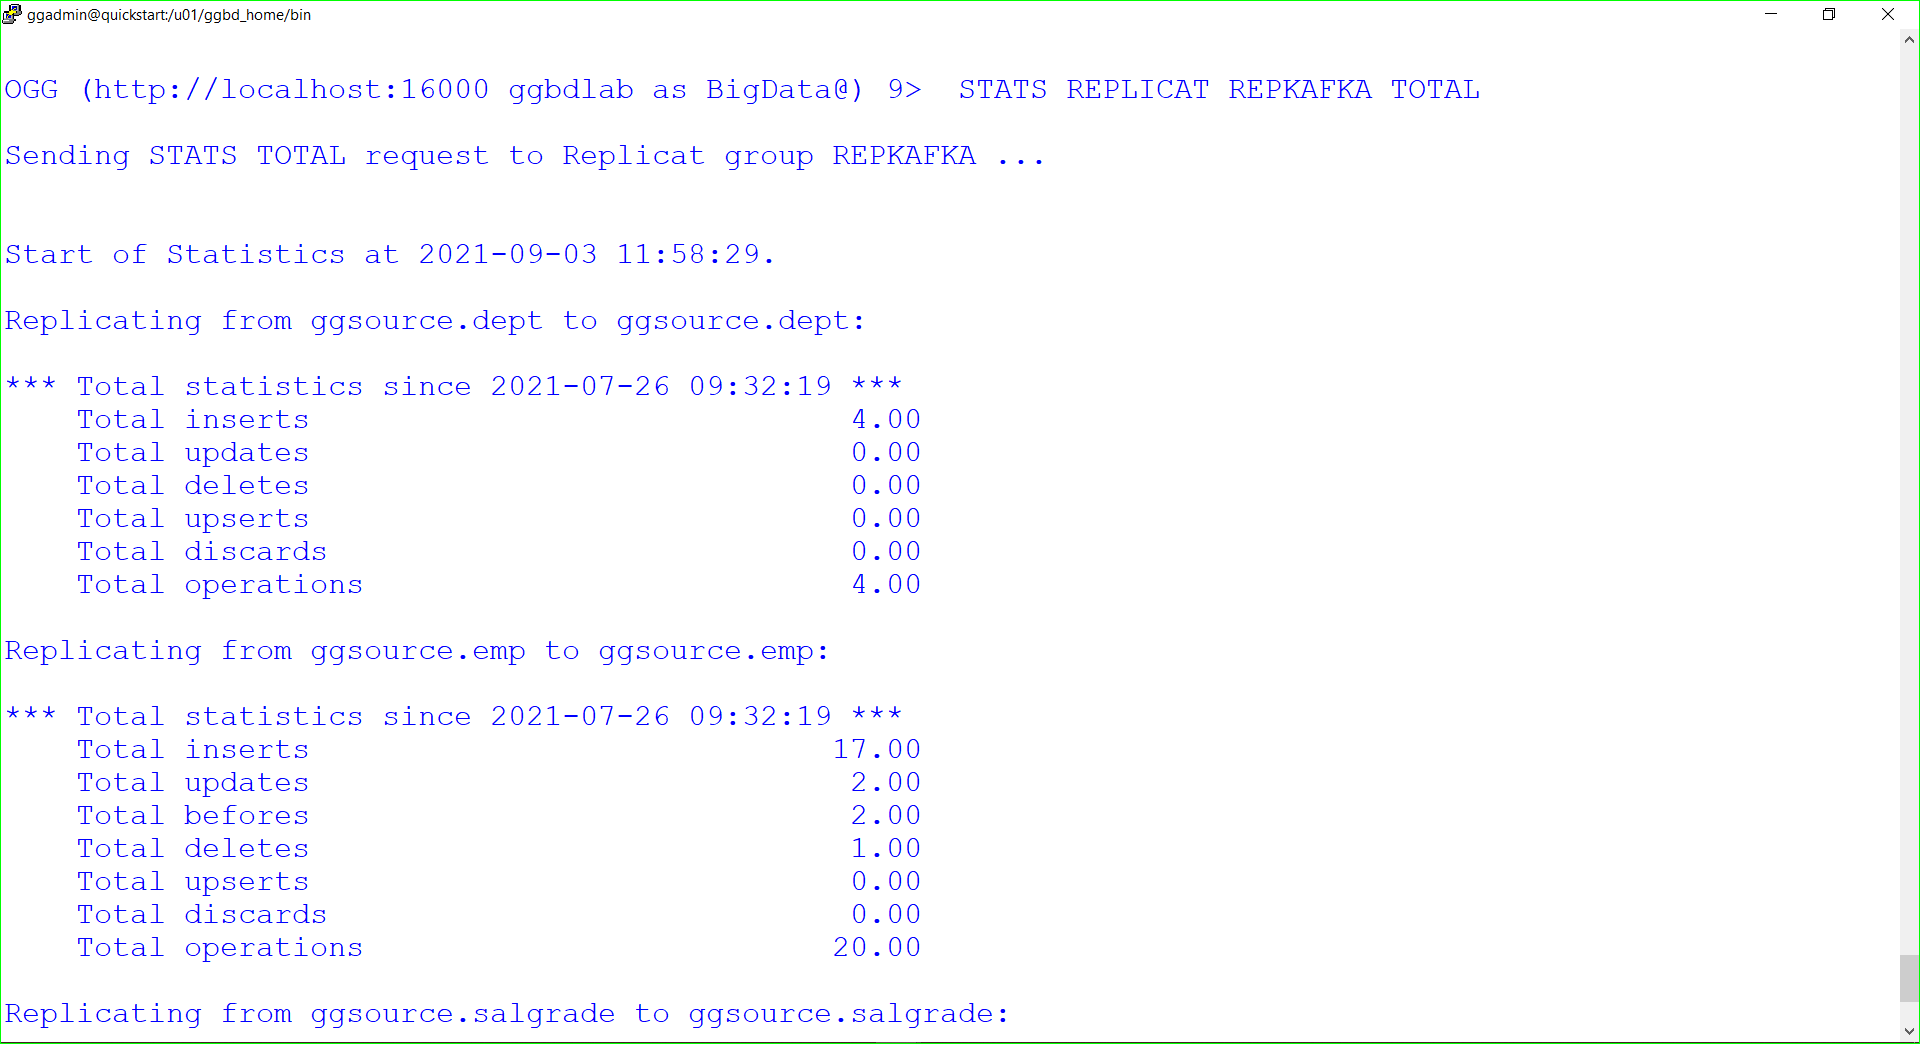 ggadmin@quickstart:/u01/ggbd_home/bin
OGG (http://localhost:16000 ggbdlab as BigData@) 9>  STATS REPLICAT REPKAFKA TOTAL
Sending STATS TOTAL request to Replicat group REPKAFKA ...
Start of Statistics at 2021-09-03 11:58:29.
Replicating from ggsource.dept to ggsource.dept:
*** Total statistics since 2021-07-26 09:32:19 ***
Total inserts 4.00
Total updates 0.00
Total deletes 0.00
Total upserts 0.00
Total discards 0.00
Total operations 4.00
Replicating from ggsource.emp to ggsource.emp:
*** Total statistics since 2021-07-26 09:32:19 ***
Total inserts 17.00
Total updates 2.00
Total befores 2.00
Total deletes 1.00
Total upserts 0.00
Total discards 0.00
Total operations 20.00
Replicating from ggsource.salgrade to ggsource.salgrade: